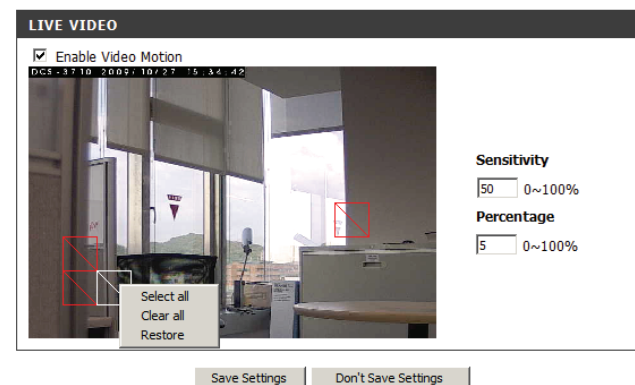 LIVE VIDEO
Enable Video Motion
DCS-3710 2009/10/27 15:34:42
Sensitivity
50 0~100%
Percentage
5 0~100%
Select all
Clear all
Restore
Save Settings Don't Save Settings